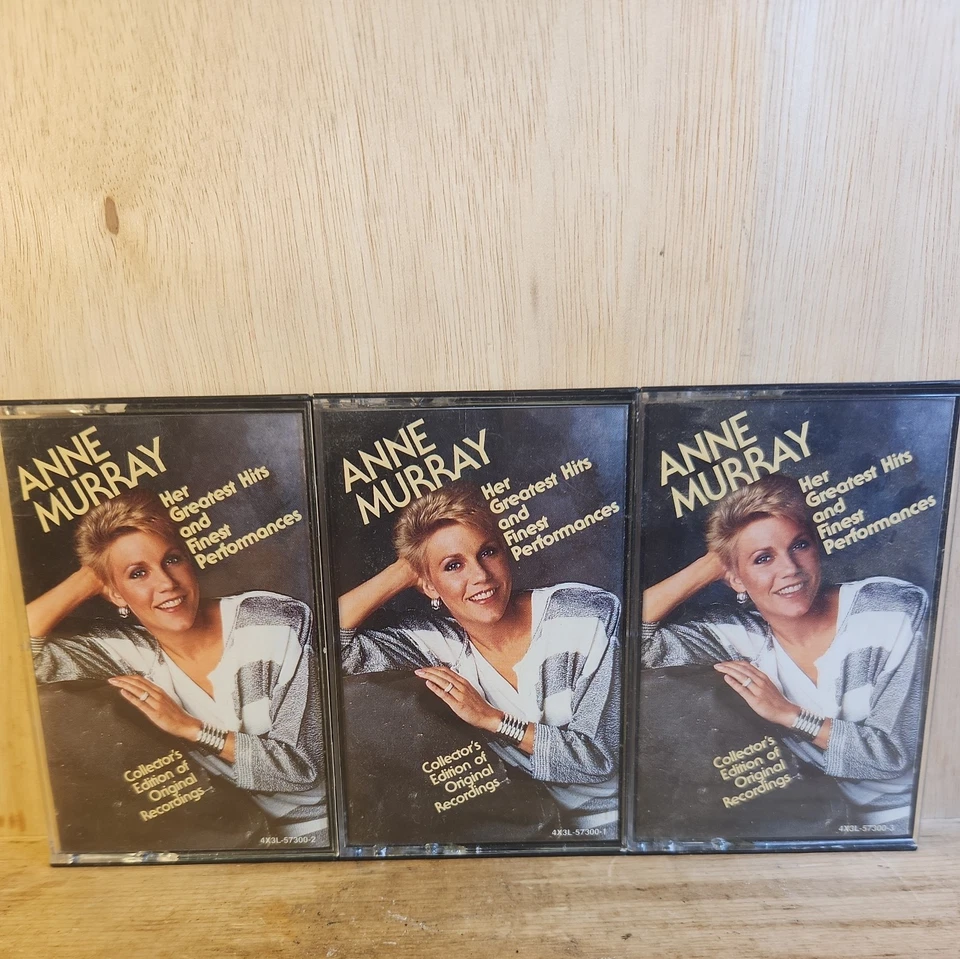 ANNE
MURRAY
Her
Greatest Hits
and
Finest
Performances
Collector's
Edition of
Original
Recordings
4X3L-57300-2
ANNE
MURRAY
Her
Greatest Hits
and
Finest
Performances
Collector's
Edition of
Original
Recordings
4X3L-57300-1
ANNE
MURRAY
Her
Greatest Hits
and
Finest
Performances
Collector's
Edition of
Original
Recordings
4X3L-57300-3